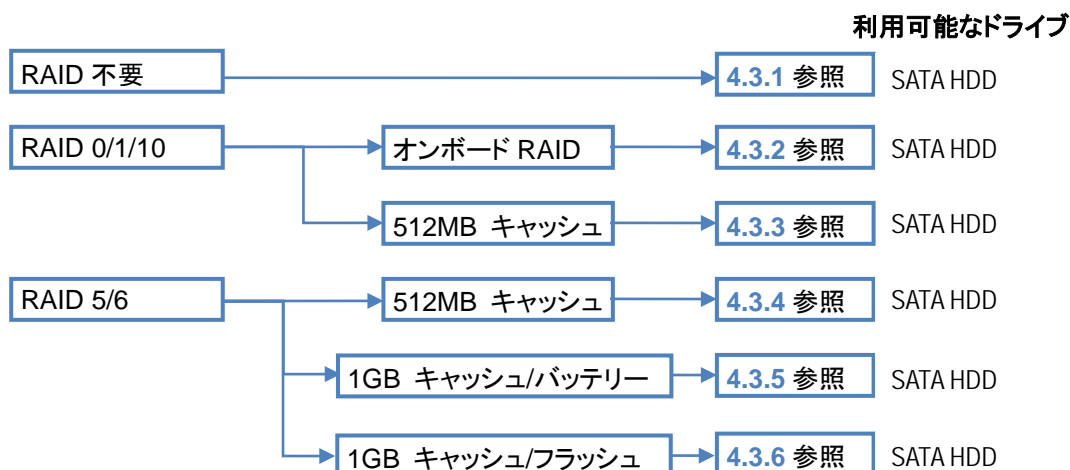 利用可能なドライブ
RAID 不要 4.3.1 参照 SATA HDD
RAID 0/1/10 オンボード RAID 4.3.2 参照 SATA HDD
512MB キャッシュ 4.3.3 参照 SATA HDD
RAID 5/6 512MB キャッシュ 4.3.4 参照 SATA HDD
1GB キャッシュ/バッテリー 4.3.5 参照 SATA HDD
1GB キャッシュ/フラッシュ 4.3.6 参照 SATA HDD